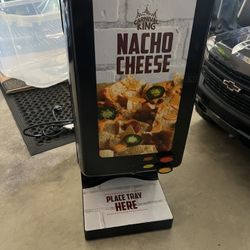 CARNIVAL
KING
NACHO
CHEESE
PLACE TRAY
HERE